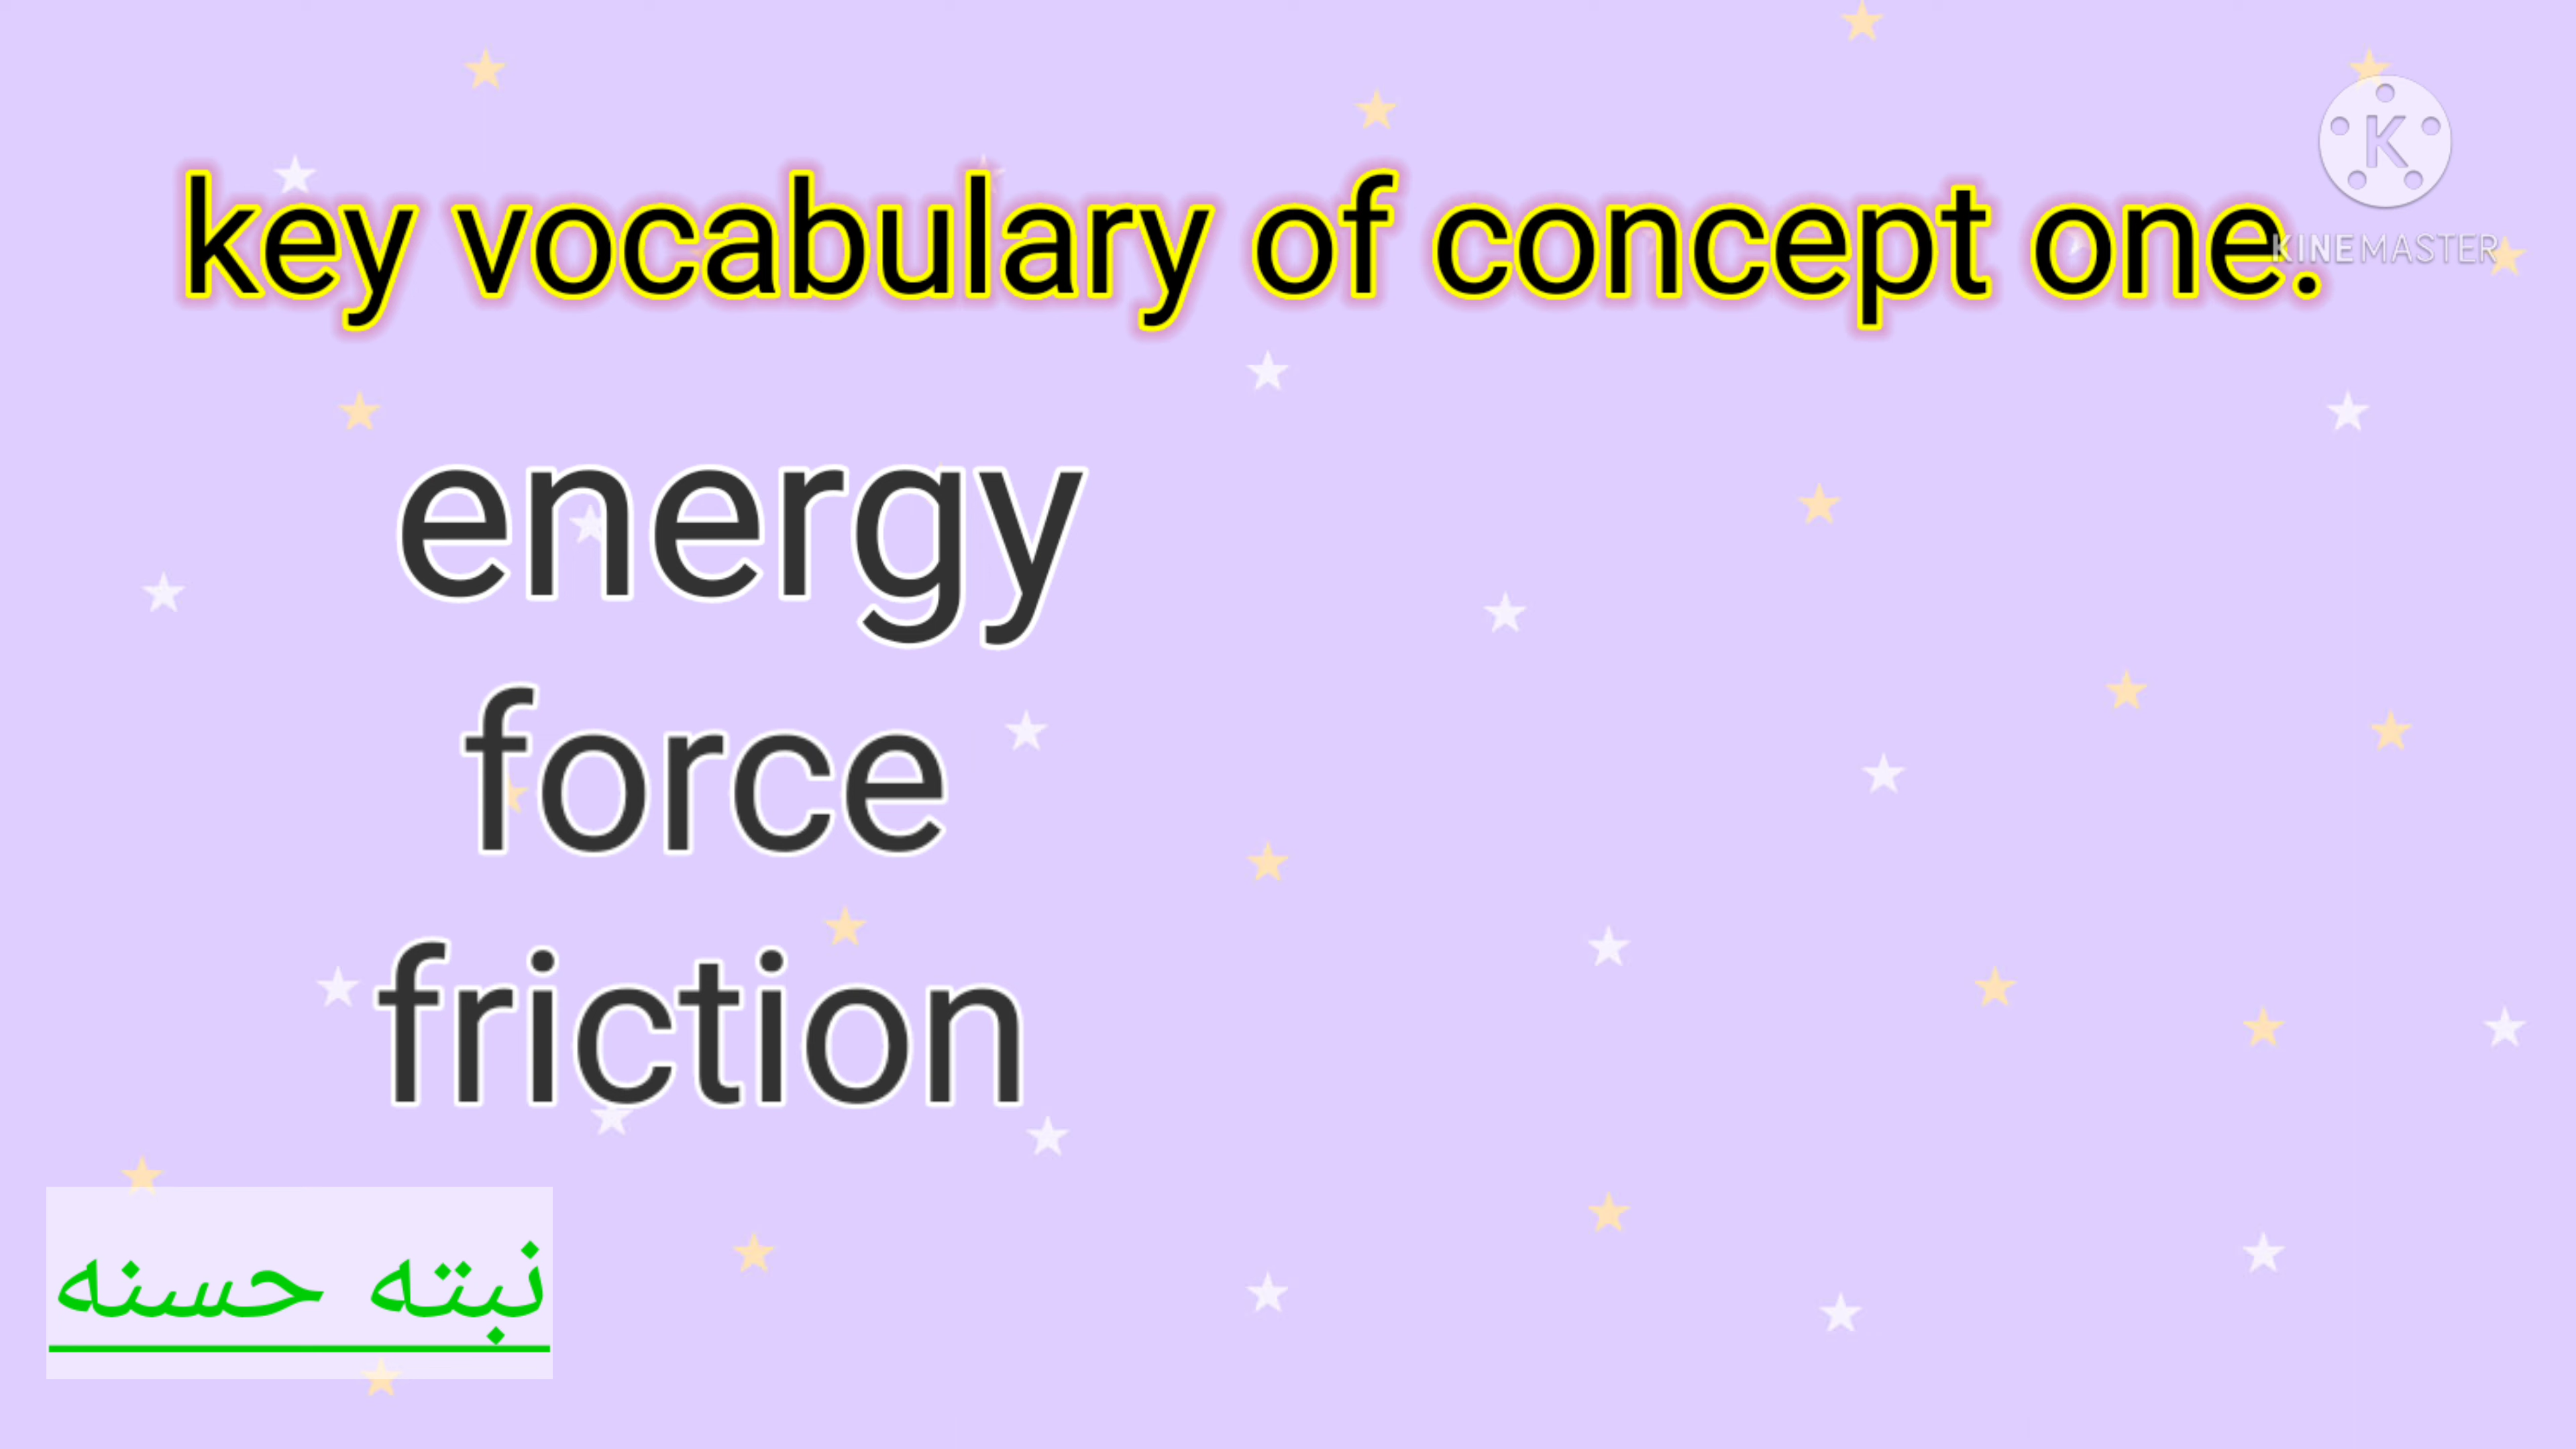 key vocabulary of concept one.
KINEMASTER
energy
force
friction
نبته حسنه